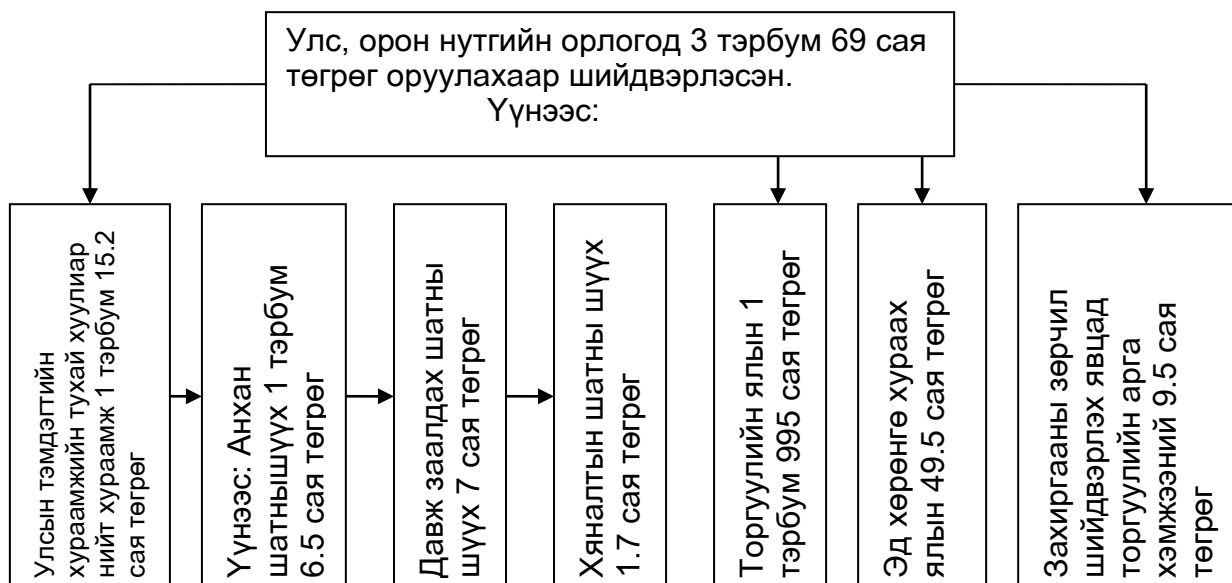 Улс, орон нутгийн орлогод 3 тэрбум 69 сая
төгрөг оруулахаар шийдвэрлэсэн.
Үүнээс:
Улсын тэмдэгтийн
хураамжийн тухай хуулиар
нийт хураамж 1 тэрбум 15.2
сая төгрөг
Үүнээс: Анхан
шатнышүүх 1 тэрбум
6.5 сая төгрөг
Давж заалдах шатны
шүүх 7 сая төгрөг
Хяналтын шатны шүүх
1.7 сая төгрөг
Торгуулийн ялын 1
тэрбум 995 сая төгрөг
Эд хөрөнгө хураах
ялын 49.5 сая төгрөг
Захиргааны зөрчил
шийдвэрлэх явцад
торгуулийн арга
хэмжээний 9.5 сая
төгрөг